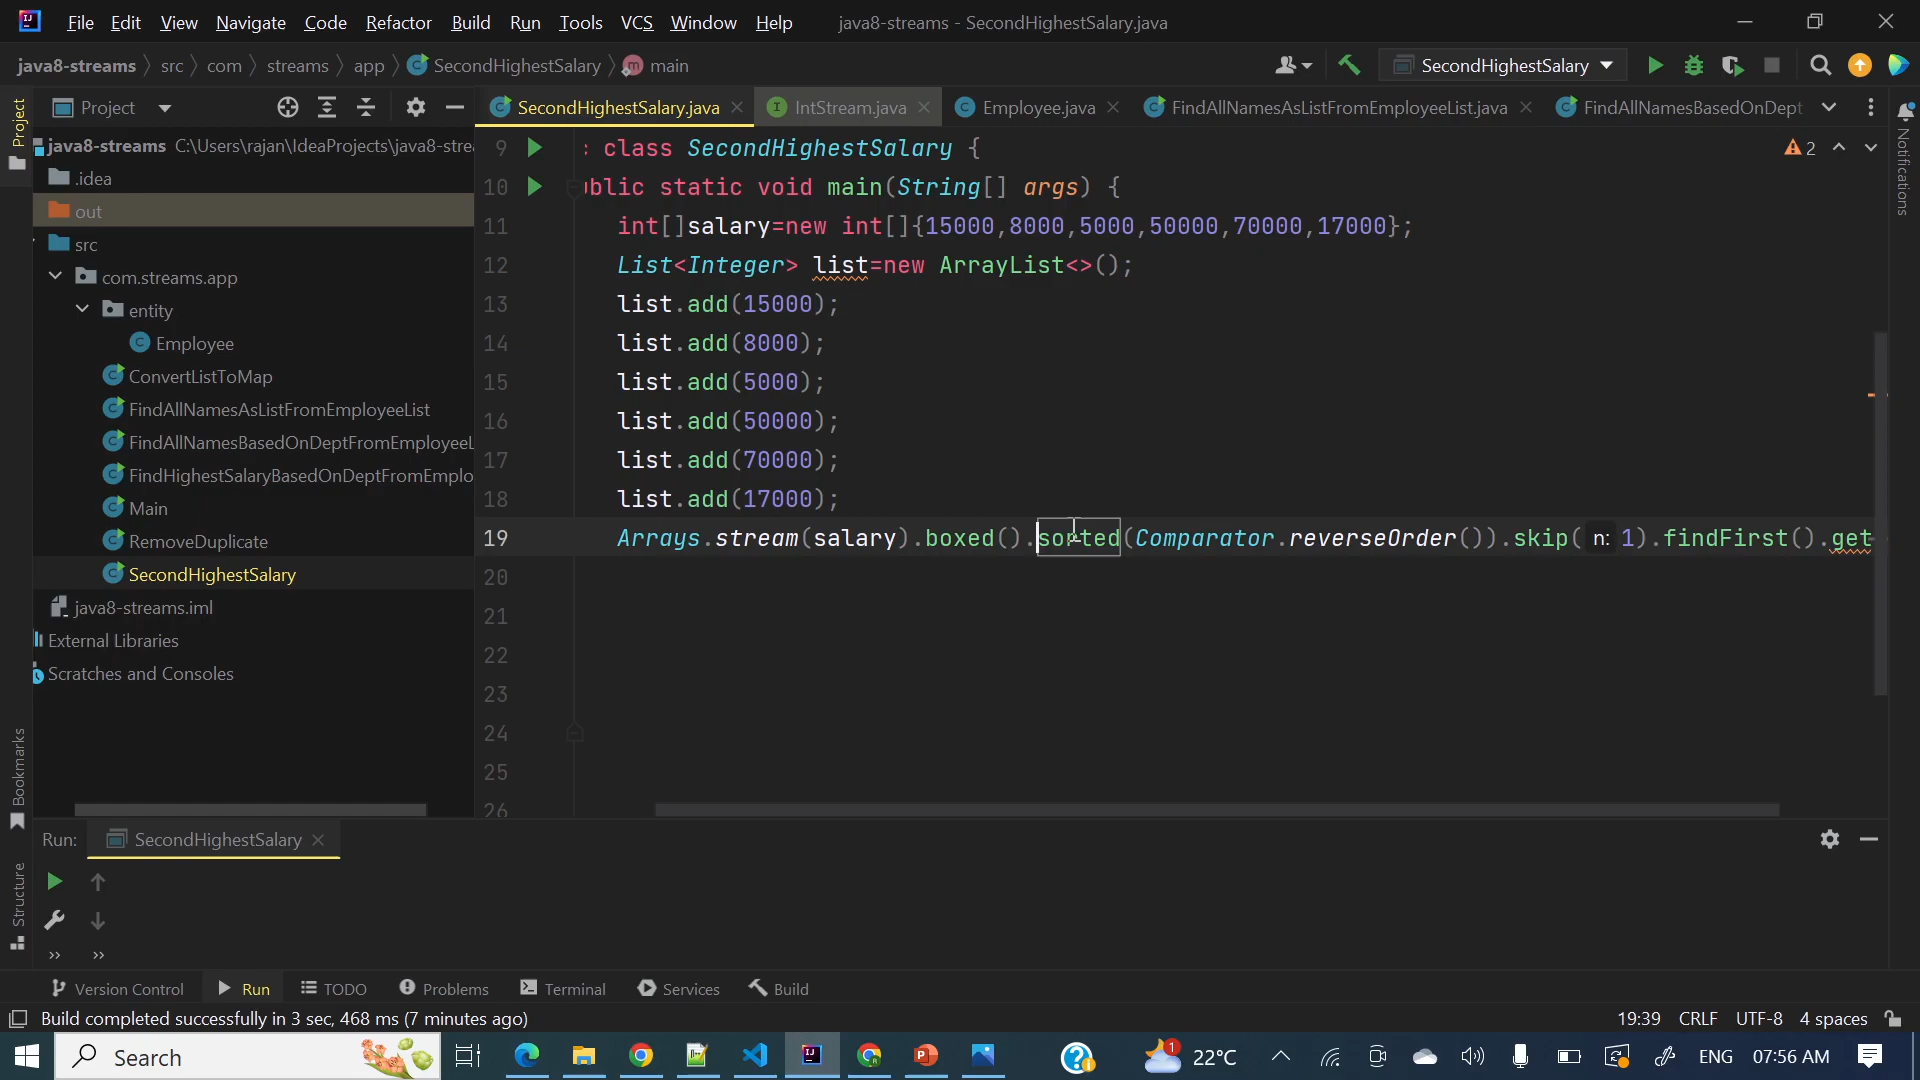 File Edit View Navigate Code Refactor Build Run Tools VCS Window Help java8-streams - SecondHighestSalary.java
java8-streams src com streams app SecondHighestSalary main SecondHighestSalary
Project
SecondHighestSalary.java IntStream.java Employee.java FindAllNamesAsListFromEmployeeList.java FindAllNamesBasedOnDept
Project
java8-streams C:\Users\rajan\IdeaProjects\java8-strea
.idea
out
src
com.streams.app
entity
Employee
ConvertListToMap
FindAllNamesAsListFromEmployeeList
FindAllNamesBasedOnDeptFromEmployeeL
FindHighestSalaryBasedOnDeptFromEmplo
Main
RemoveDuplicate
SecondHighestSalary
java8-streams.iml
External Libraries
Scratches and Consoles
Bookmarks
Structure
9 class SecondHighestSalary {
10 blic static void main(String[] args) {
11 int[]salary=new int[]{15000,8000,5000,50000,70000,17000};
12 List<Integer> list=new ArrayList<>();
13 list.add(15000);
14 list.add(8000);
15 list.add(5000);
16 list.add(50000);
17 list.add(70000);
18 list.add(17000);
19 Arrays.stream(salary).boxed().sorted(Comparator.reverseOrder()).skip( n: 1).findFirst().get
20
21
22
23
24
25
26
2
Notifications
Run: SecondHighestSalary
Version Control Run TODO Problems Terminal Services Build
Build completed successfully in 3 sec, 468 ms (7 minutes ago) 19:39 CRLF UTF-8 4 spaces
Search 1 22°C ENG 07:56 AM